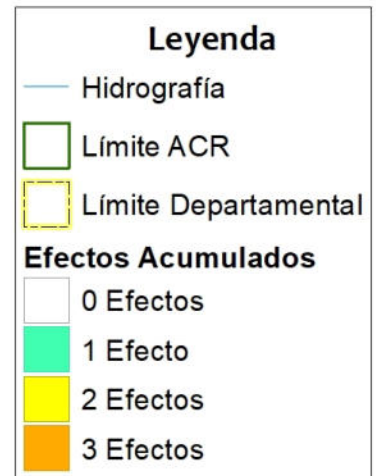 Leyenda
Hidrografía
Límite ACR
Límite Departamental
Efectos Acumulados
0 Efectos
1 Efecto
2 Efectos
3 Efectos